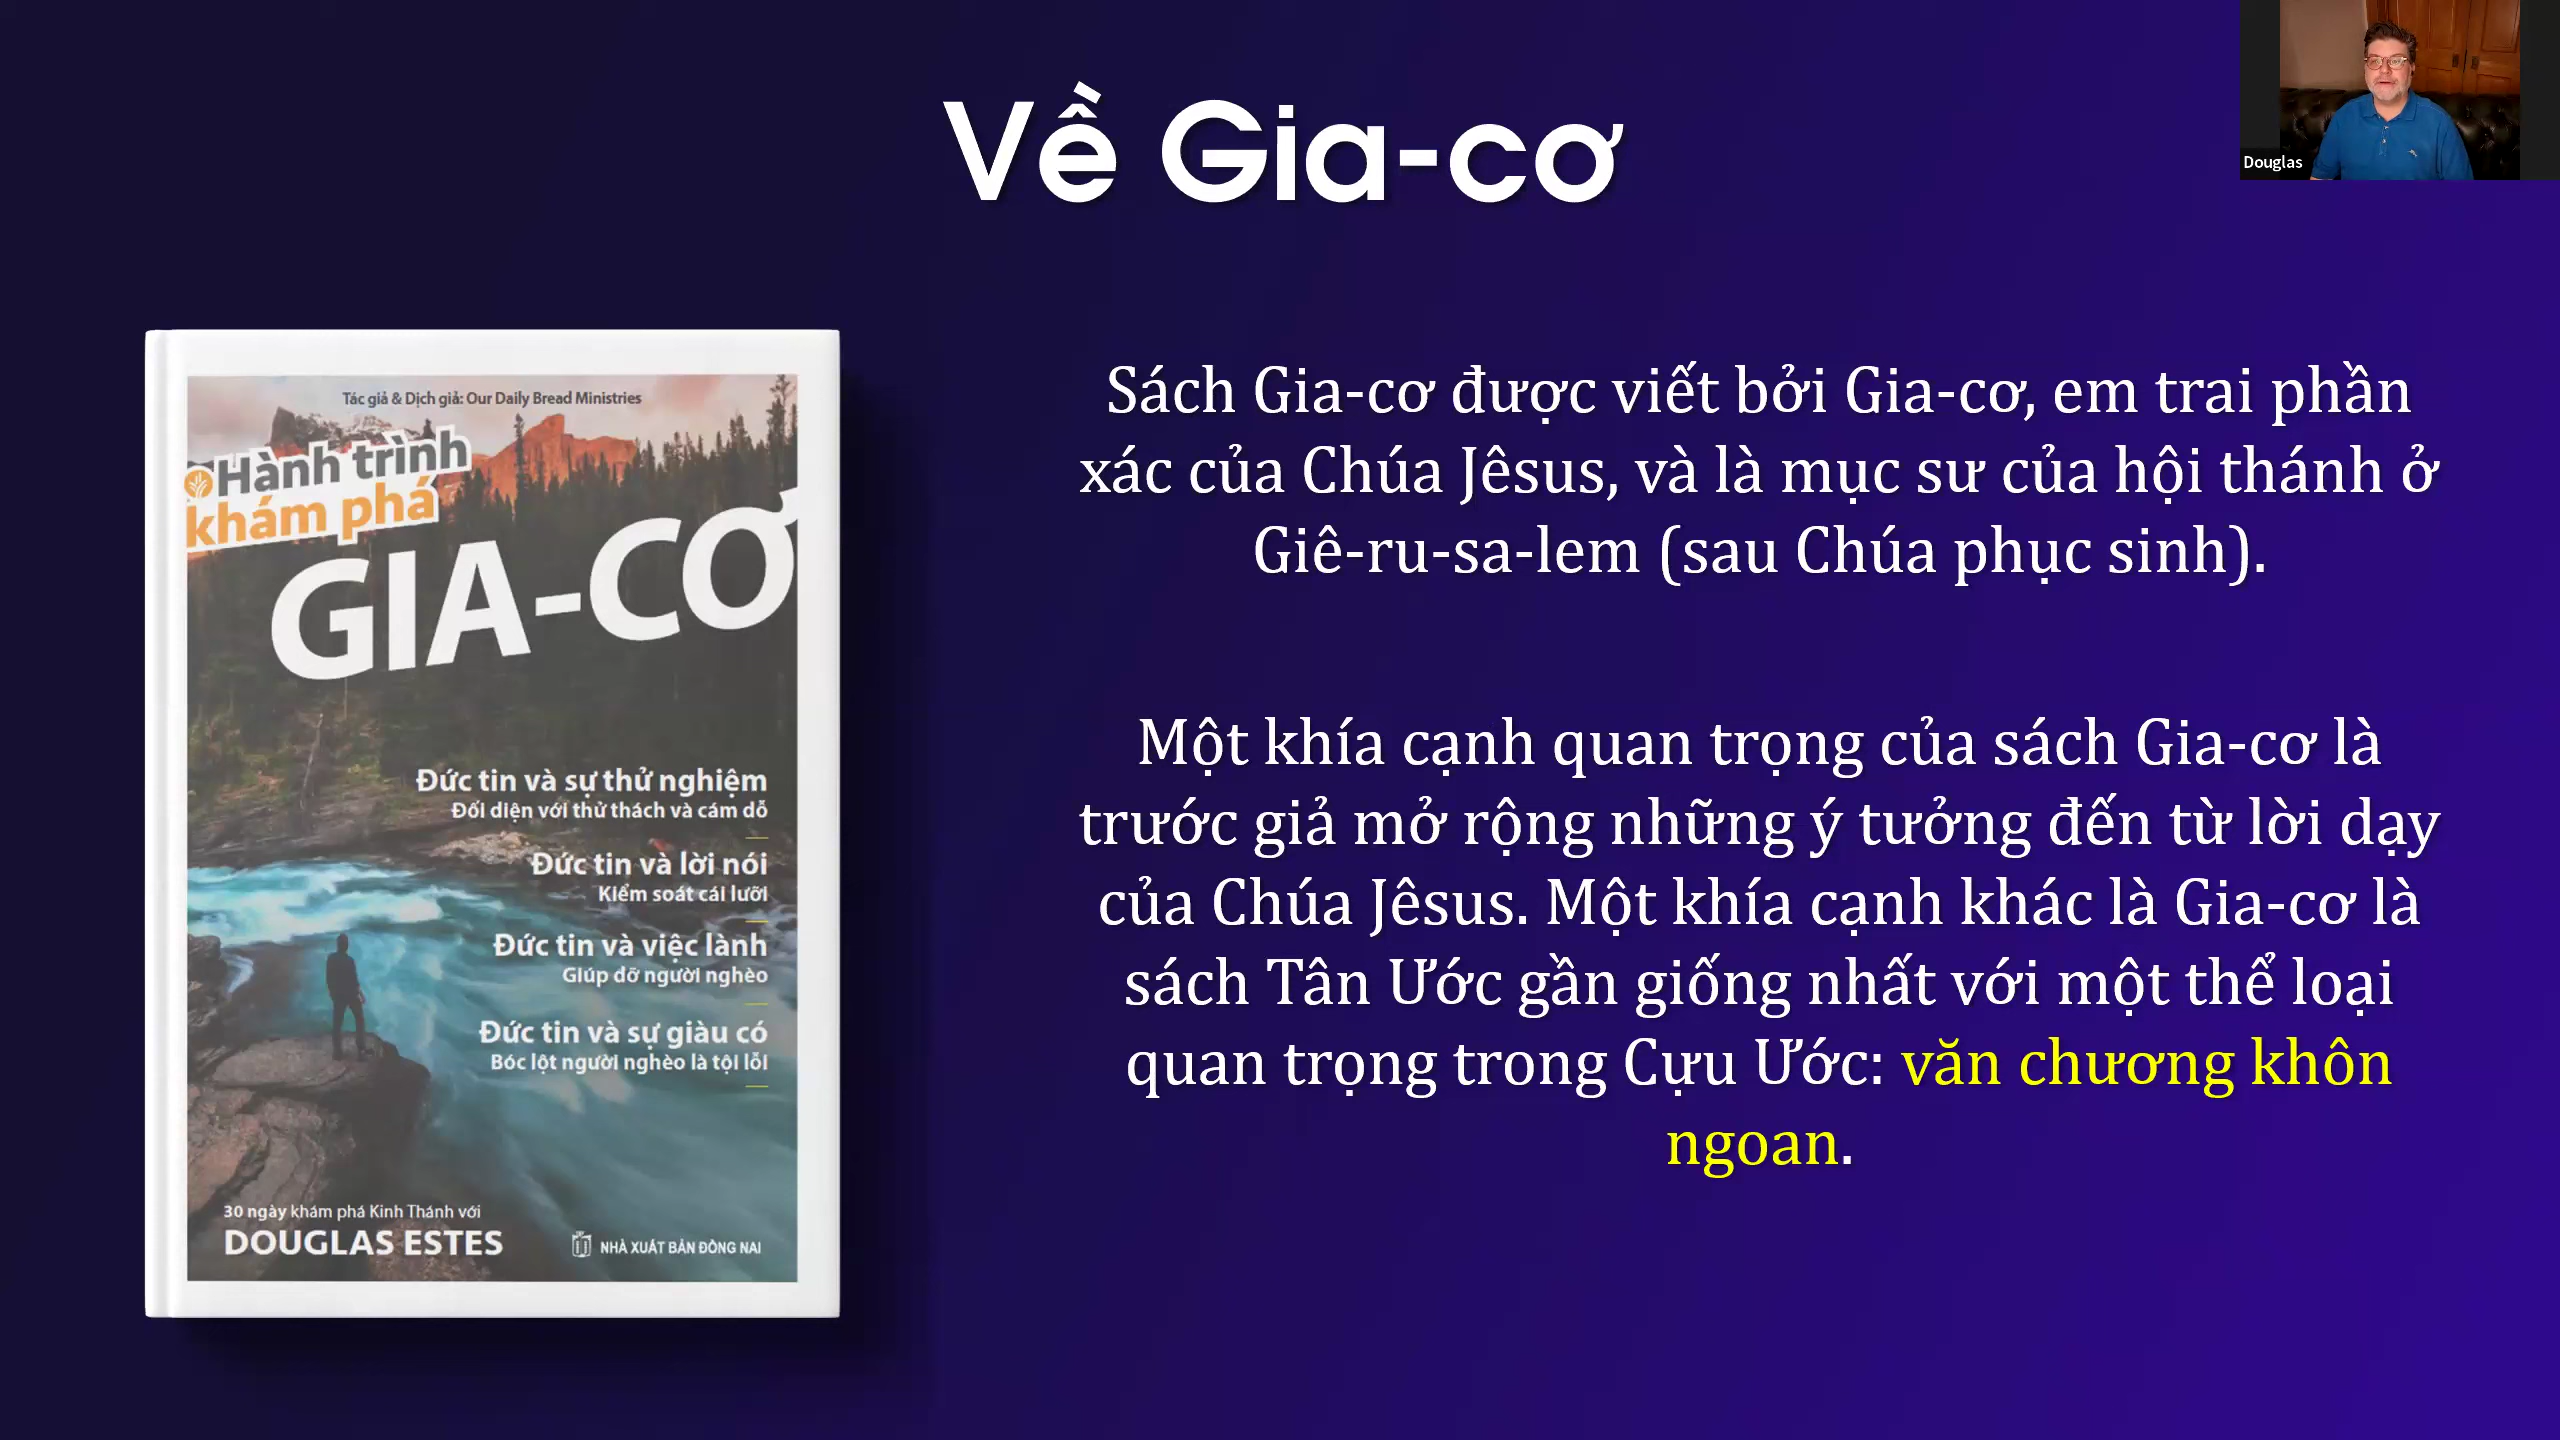 Về Gia-cơ
Douglas
Tác giả & Dịch giả: Our Daily Bread Ministries
Hành trình
khám phá
GIA-CƠ
Đức tin và sự thử nghiệm
Đối diện với thử thách và cám dỗ
Đức tin và lời nói
Kiểm soát cái lưỡi
Đức tin và việc lành
Giúp đỡ người nghèo
Đức tin và sự giàu có
Bóc lột người nghèo là tội lỗi
30 ngày khám phá Kinh Thánh với
DOUGLAS ESTES
NHÀ XUẤT BẢN ĐỒNG NAI
Sách Gia-cơ được viết bởi Gia-cơ, em trai phần
xác của Chúa Jêsus, và là mục sư của hội thánh ở
Giê-ru-sa-lem (sau Chúa phục sinh).
Một khía cạnh quan trọng của sách Gia-cơ là
trước giả mở rộng những ý tưởng đến từ lời dạy
của Chúa Jêsus. Một khía cạnh khác là Gia-cơ là
sách Tân Ước gần giống nhất với một thể loại
quan trọng trong Cựu Ước: văn chương khôn
ngoan.